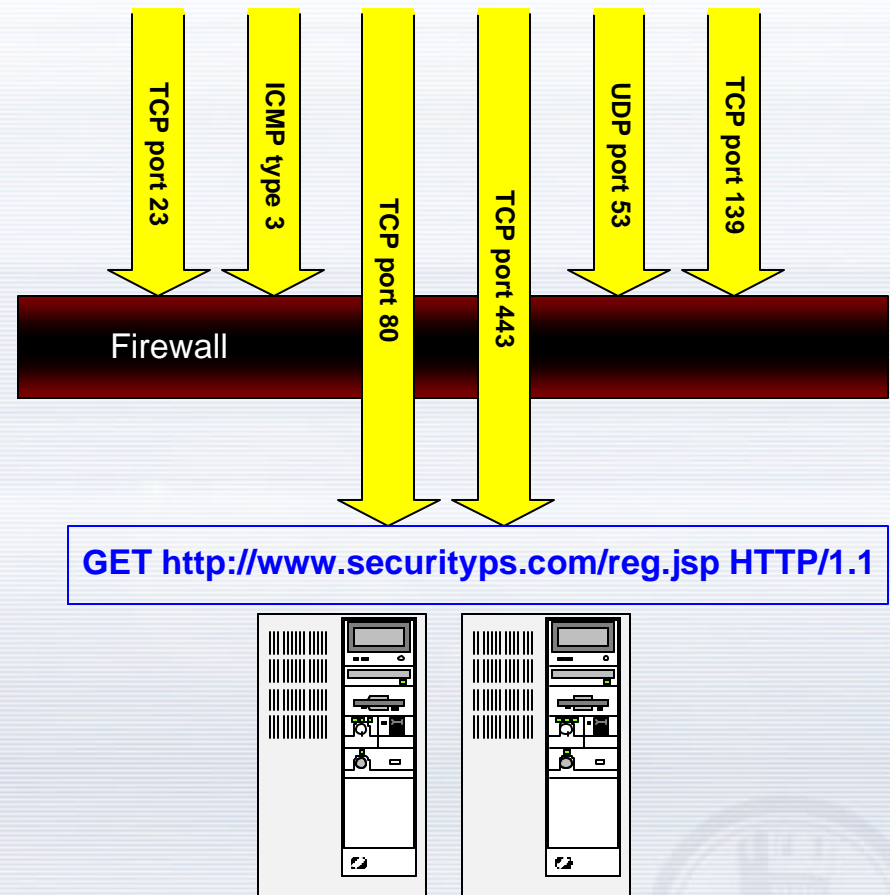 TCP port 23
ICMP type 3
TCP port 80
TCP port 443
UDP port 53
TCP port 139
Firewall
GET http://www.securityps.com/reg.jsp HTTP/1.1